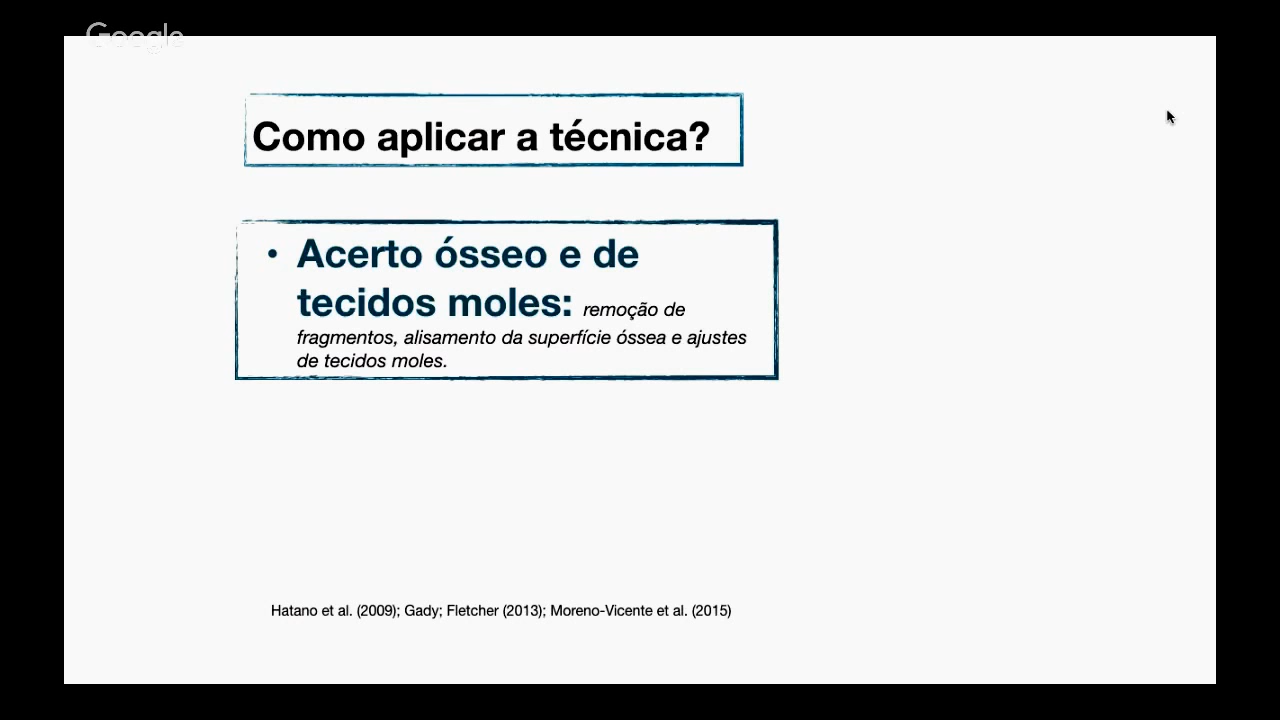 Google
Como aplicar a técnica?
• Acerto ósseo e de
tecidos moles: remoção de
fragmentos, alisamento da superfície óssea e ajustes
de tecidos moles.
Hatano et al. (2009); Gady; Fletcher (2013); Moreno-Vicente et al. (2015)